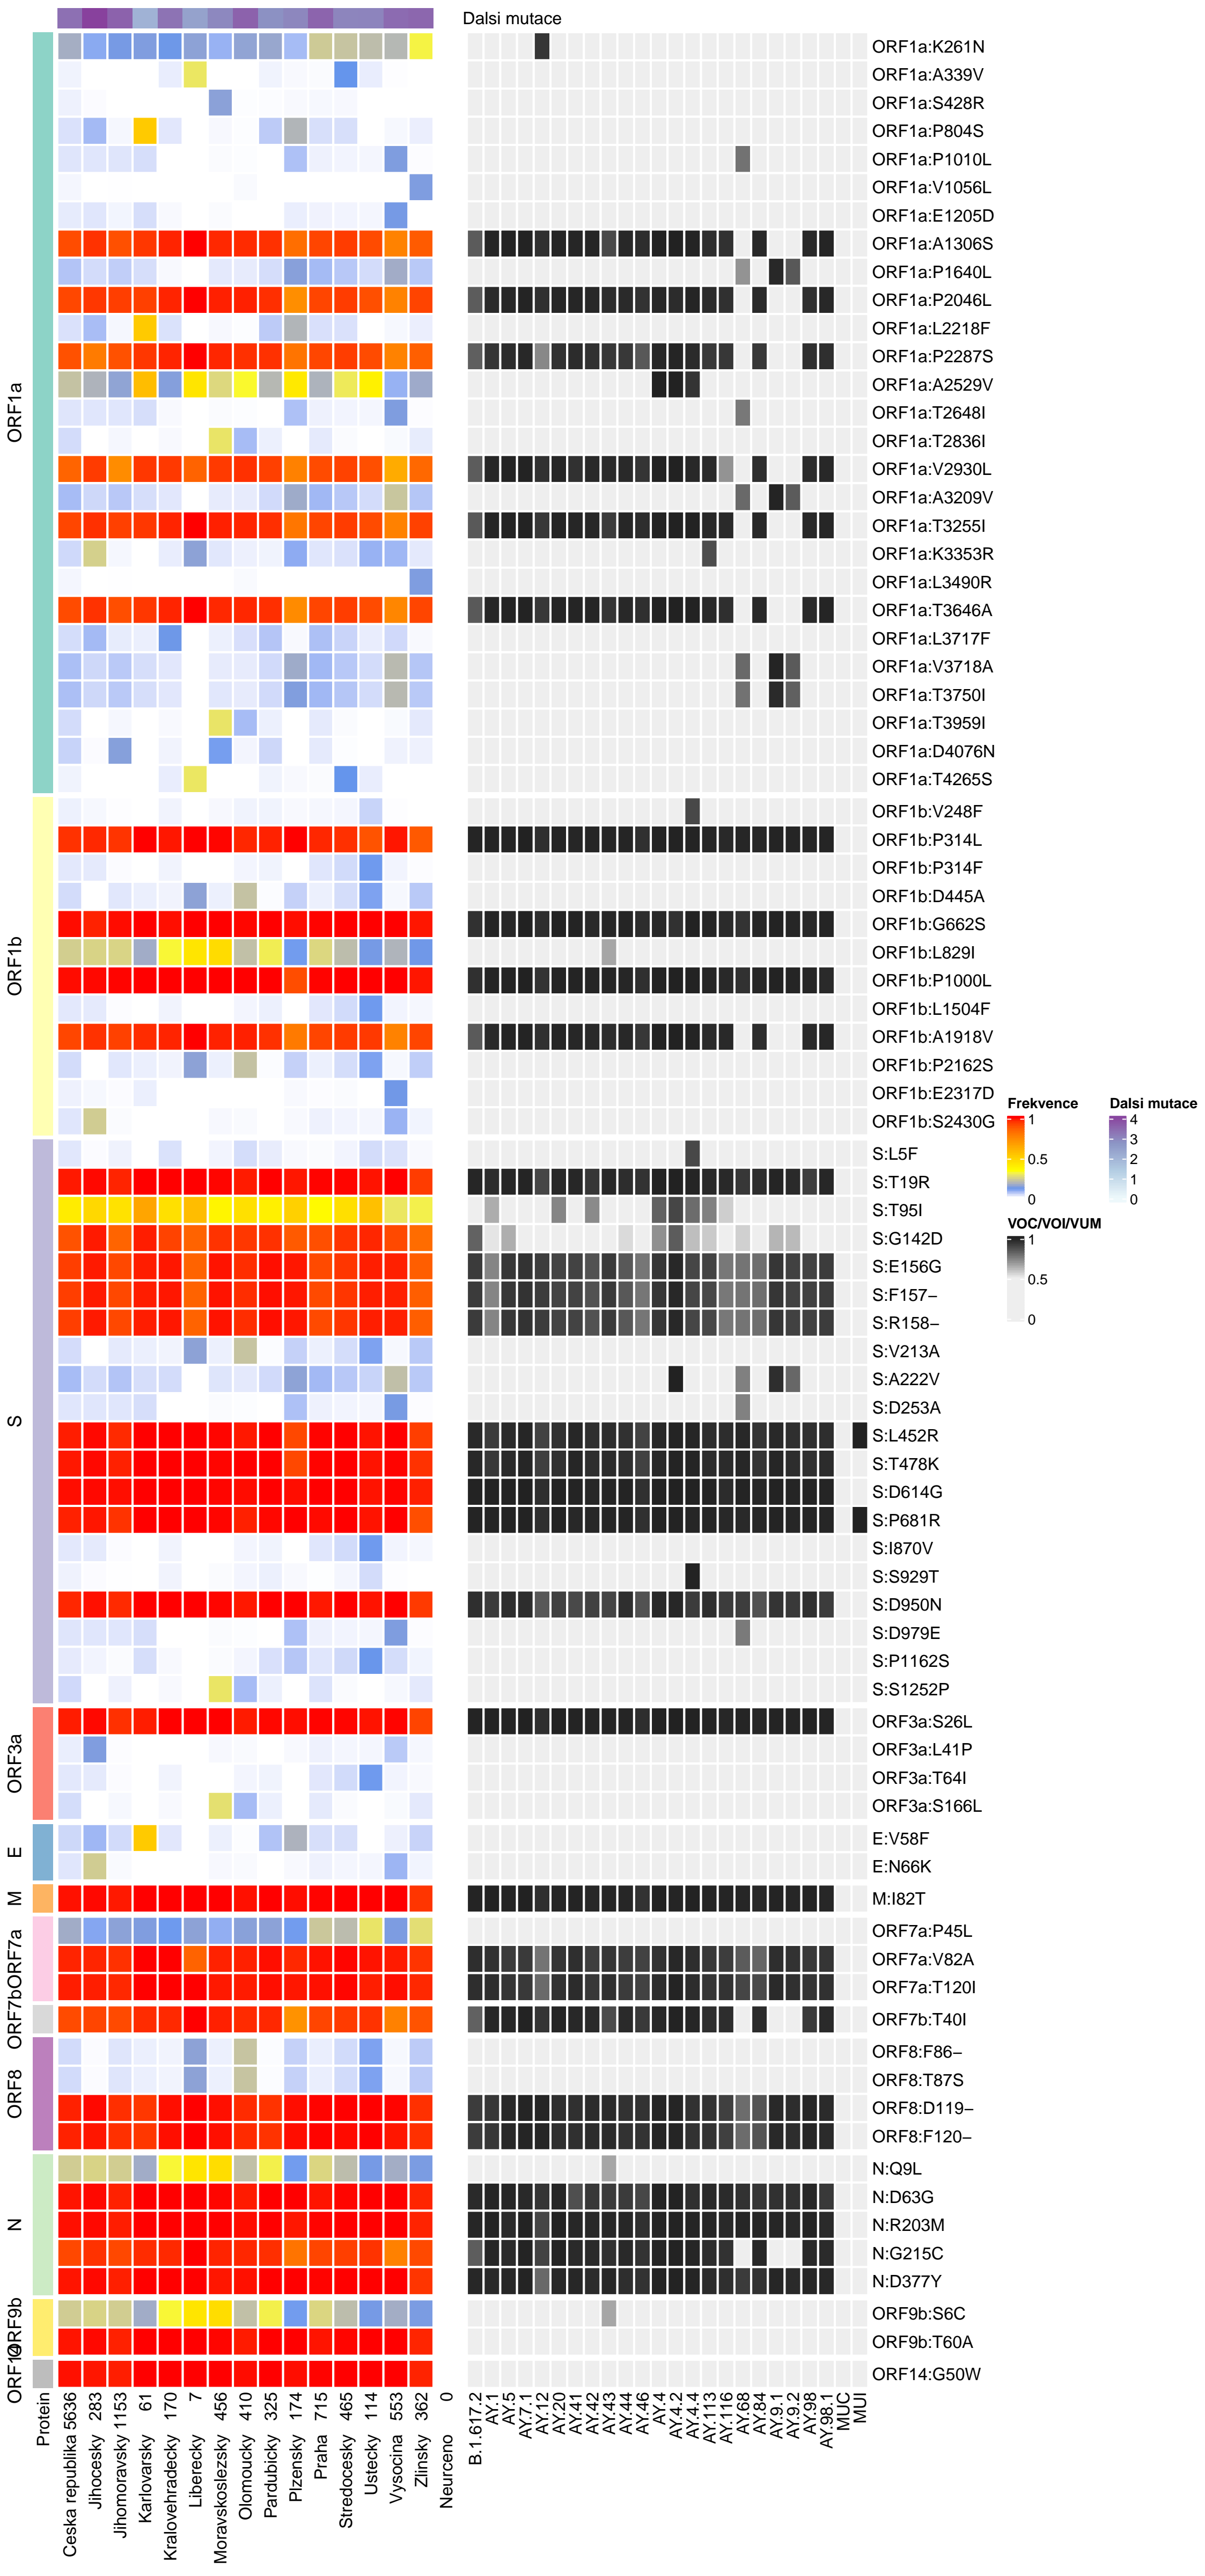 Dalsi mutace
ORF1a:K261N
ORF1a:A339V
ORF1a:S428R
ORF1a:P804S
ORF1a:P1010L
ORF1a:V1056L
ORF1a:E1205D
ORF1a:A1306S
ORF1a:P1640L
ORF1a:P2046L
ORF1a:L2218F
ORF1a:P2287S
ORF1a:A2529V
ORF1a:T2648I
ORF1a:T2836I
ORF1a:V2930L
ORF1a:A3209V
ORF1a:T3255I
ORF1a:K3353R
ORF1a:L3490R
ORF1a:T3646A
ORF1a:L3717F
ORF1a:V3718A
ORF1a:T3750I
ORF1a:T3959I
ORF1a:D4076N
ORF1a:T4265S
ORF1b:V248F
ORF1b:P314L
ORF1b:P314F
ORF1b:D445A
ORF1b:G662S
ORF1b:L829I
ORF1b:P1000L
ORF1b:L1504F
ORF1b:A1918V
ORF1b:P2162S
ORF1b:E2317D
ORF1b:S2430G
S:L5F
S:T19R
S:T95I
S:G142D
S:E156G
S:F157−
S:R158−
S:V213A
S:A222V
S:D253A
S:L452R
S:T478K
S:D614G
S:P681R
S:I870V
S:S929T
S:D950N
S:D979E
S:P1162S
S:S1252P
ORF3a:S26L
ORF3a:L41P
ORF3a:T64I
ORF3a:S166L
E:V58F
E:N66K
M:I82T
ORF7a:P45L
ORF7a:V82A
ORF7a:T120I
ORF7b:T40I
ORF8:F86−
ORF8:T87S
ORF8:D119−
ORF8:F120−
N:Q9L
N:D63G
N:R203M
N:G215C
N:D377Y
ORF9b:S6C
ORF9b:T60A
ORF14:G50W
ORF1a
ORF1b
S
ORF3a
E
M
ORF7a
ORF7b
ORF8
N
ORF9b
ORF14
Protein
Ceska republika 5636
Jihocesky 283
Jihomoravsky 1153
Karlovarsky 61
Kralovehradecky 170
Liberecky 7
Moravskoslezsky 456
Olomoucky 410
Pardubicky 325
Plzensky 174
Praha 715
Stredocesky 465
Ustecky 114
Vysocina 553
Zlinsky 362
Neurceno 0
B.1.617.2
AY.1
AY.5
AY.7.1
AY.12
AY.20
AY.41
AY.42
AY.43
AY.44
AY.46
AY.4
AY.4.2
AY.4.4
AY.113
AY.116
AY.68
AY.84
AY.9.1
AY.9.2
AY.98
AY.98.1
MUC
MUI
Frekvence
1
0.5
0
Dalsi mutace
4
3
2
1
0
VOC/VOI/VUM
1
0.5
0